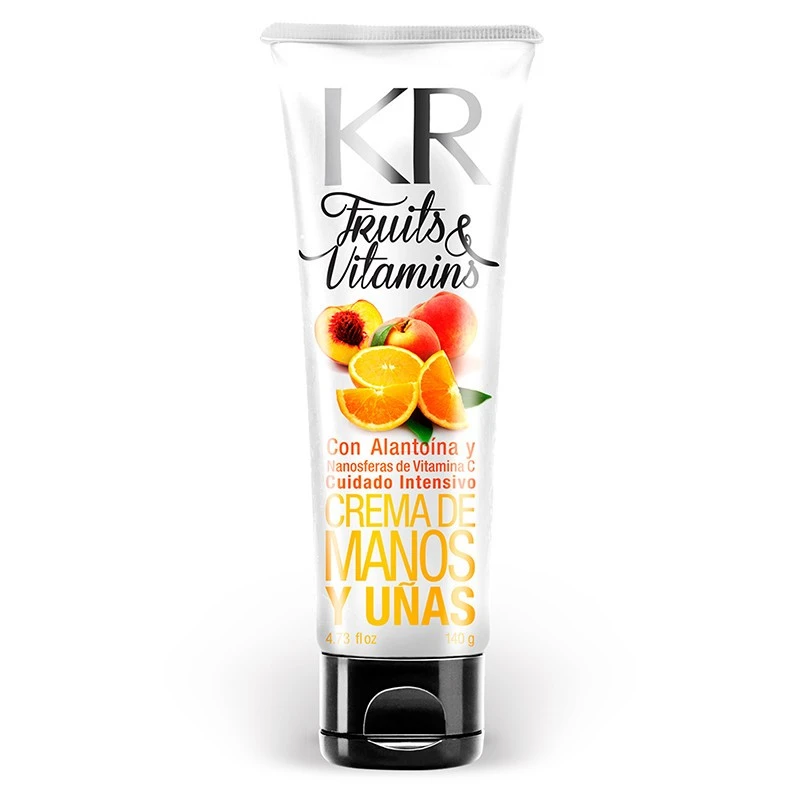 KR
Fruits &
Vitamins
Con Alantoína y
Nanosferas de Vitamina C
Cuidado Intensivo
CREMA DE
MANOS
Y UÑAS
4.73 fl oz 140 g